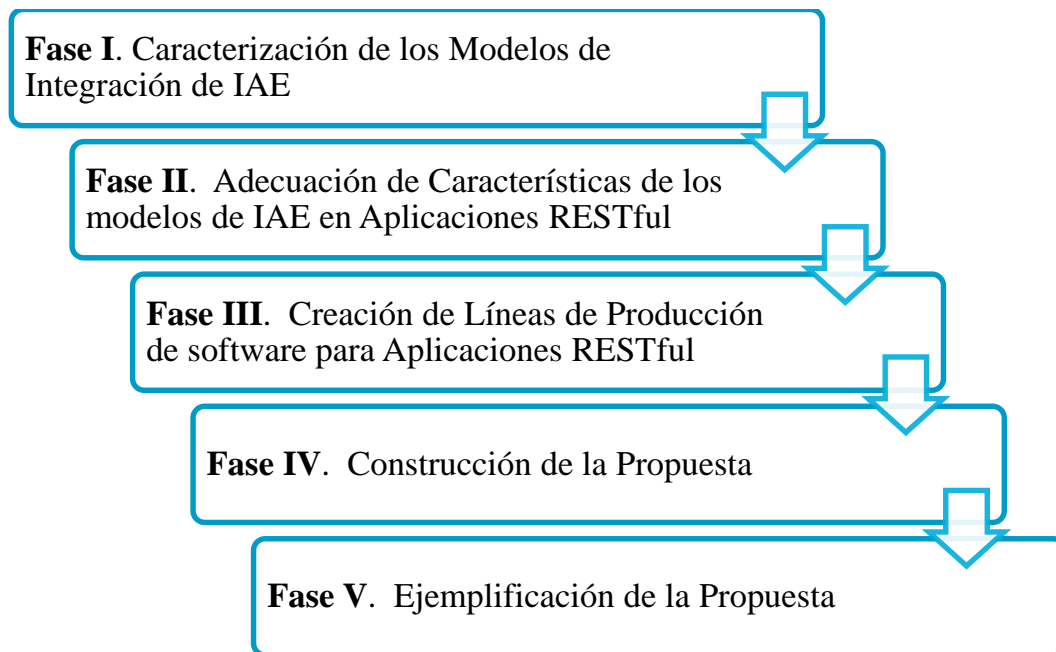 Fase I. Caracterización de los Modelos de
Integración de IAE
Fase II. Adecuación de Características de los
modelos de IAE en Aplicaciones RESTful
Fase III. Creación de Líneas de Producción
de software para Aplicaciones RESTful
Fase IV. Construcción de la Propuesta
Fase V. Ejemplificación de la Propuesta